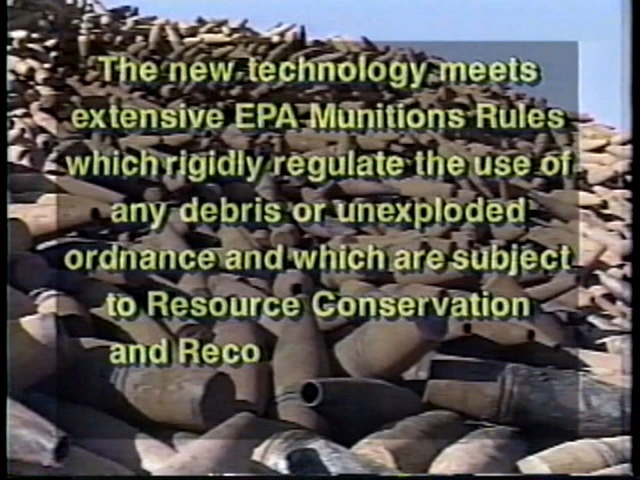 The new technology meets
extensive EPA Munitions Rules
which rigidly regulate the use of
any debris or unexploded
ordnance and which are subject
to Resource Conservation
and Reco